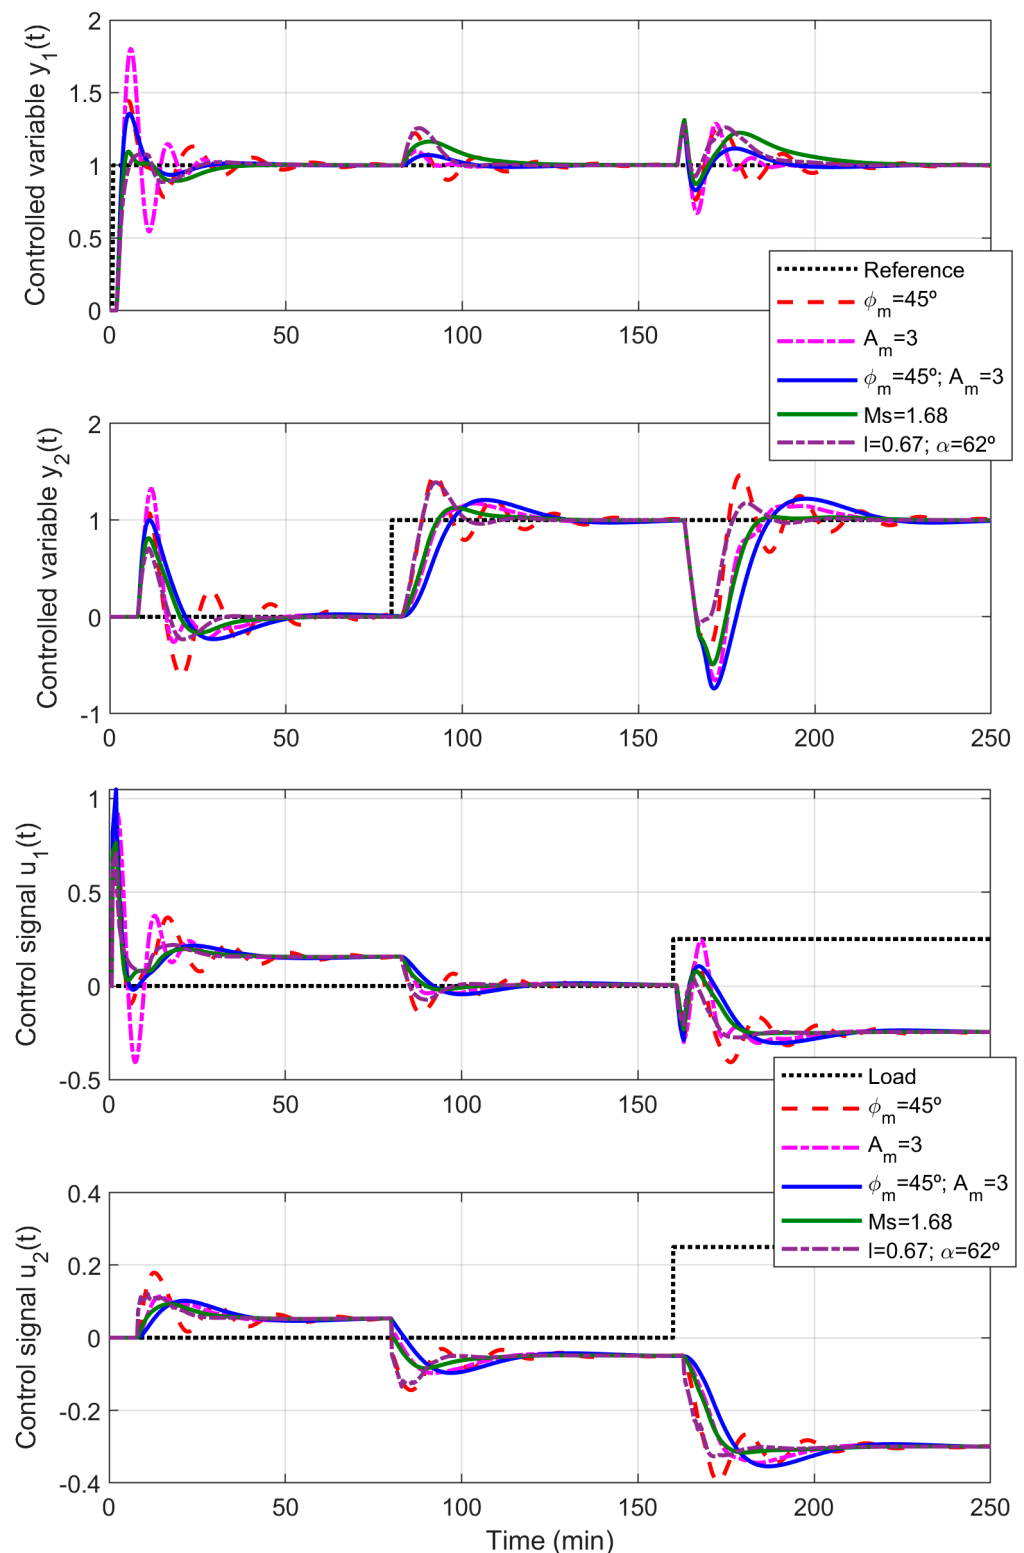 Controlled variable y1(t)
2
1.5
1
0.5
0
0 50 100 150
Reference
ϕm=45º
Am=3
ϕm=45º; Am=3
Ms=1.68
l=0.67; α=62º
Controlled variable y2(t)
2
1
0
-1
0 50 100 150 200 250
Control signal u1(t)
1
0.5
0
-0.5
0 50 100 150
Load
ϕm=45º
Am=3
ϕm=45º; Am=3
Ms=1.68
l=0.67; α=62º
Control signal u2(t)
0.4
0.2
0
-0.2
-0.4
0 50 100 150 200 250
Time (min)